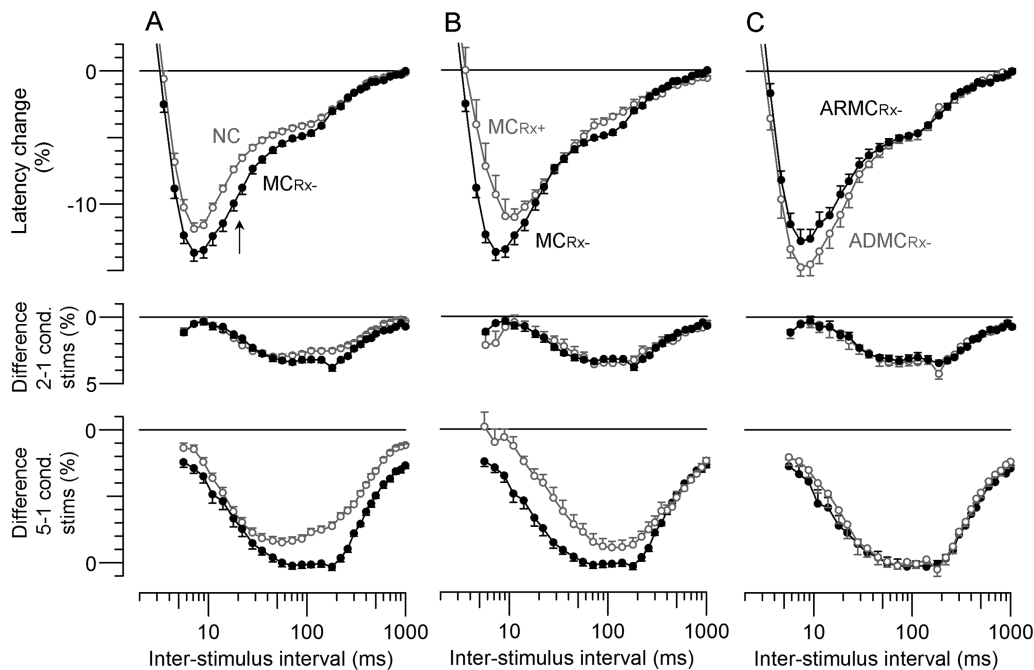 A
B
C
Latency change
(%)
0
-10
NC
MCRx-
MCRx+
MCRx-
ARMCRx-
ADMCRx-
Difference
2-1 cond.
stims (%)
0
5
Difference
5-1 cond.
stims (%)
0
0
10 100 1000
10 100 1000
10 100 1000
Inter-stimulus interval (ms)
Inter-stimulus interval (ms)
Inter-stimulus interval (ms)